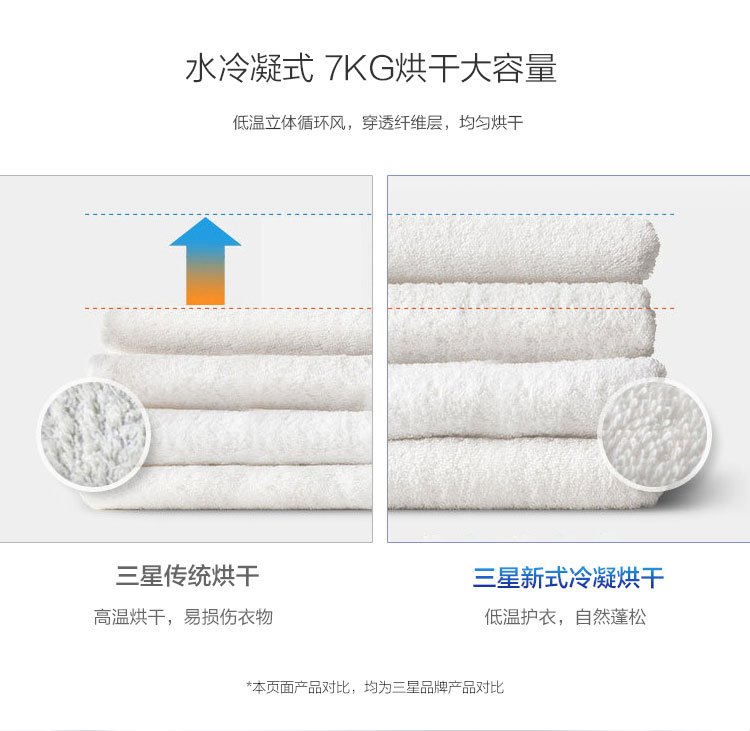 水冷凝式 7KG烘干大容量
低温立体循环风，穿透纤维层，均匀烘干
三星传统烘干
高温烘干，易损伤衣物
三星新式冷凝烘干
低温护衣，自然蓬松
*本页面产品对比，均为三星品牌产品对比